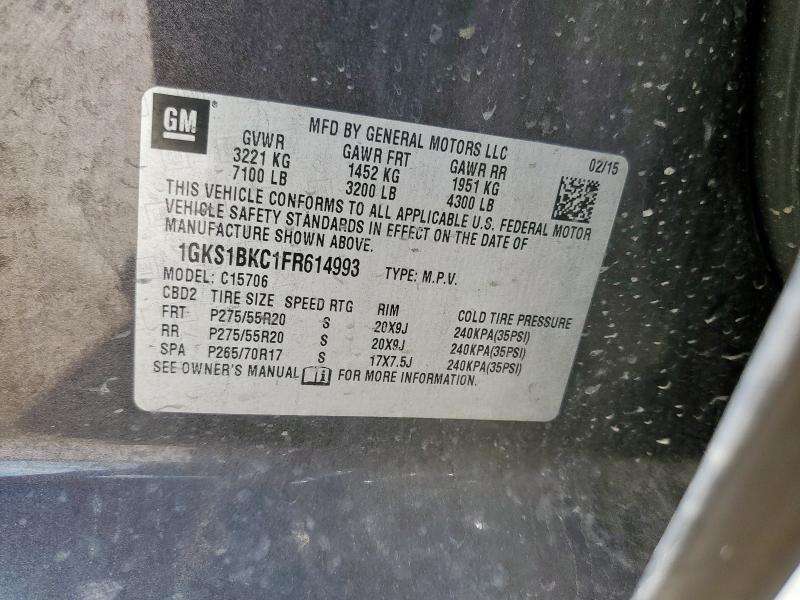 GM®
MFD BY GENERAL MOTORS LLC 02/15
GVWR GAWR FRT GAWR RR
3221 KG 1452 KG 1951 KG
7100 LB 3200 LB 4300 LB
THIS VEHICLE CONFORMS TO ALL APPLICABLE U.S. FEDERAL MOTOR
VEHICLE SAFETY STANDARDS IN EFFECT ON THE DATE OF
MANUFACTURE SHOWN ABOVE.
1GKS1BKC1FR614993 TYPE: M.P.V.
MODEL: C15706
CBD2 TIRE SIZE SPEED RTG RIM COLD TIRE PRESSURE
FRT P275/55R20 S 20X9J 240KPA(35PSI)
RR P275/55R20 S 20X9J 240KPA(35PSI)
SPA P265/70R17 S 17X7.5J 240KPA(35PSI)
SEE OWNER'S MANUAL FOR MORE INFORMATION.